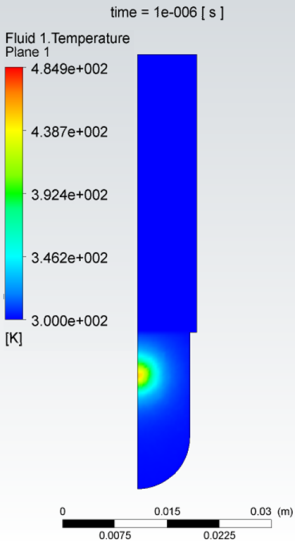 time = 1e-006 [ s ]
Fluid 1.Temperature
Plane 1
4.849e+002
4.387e+002
3.924e+002
3.462e+002
3.000e+002
[K]
0 0.015 0.03 (m)
0.0075 0.0225